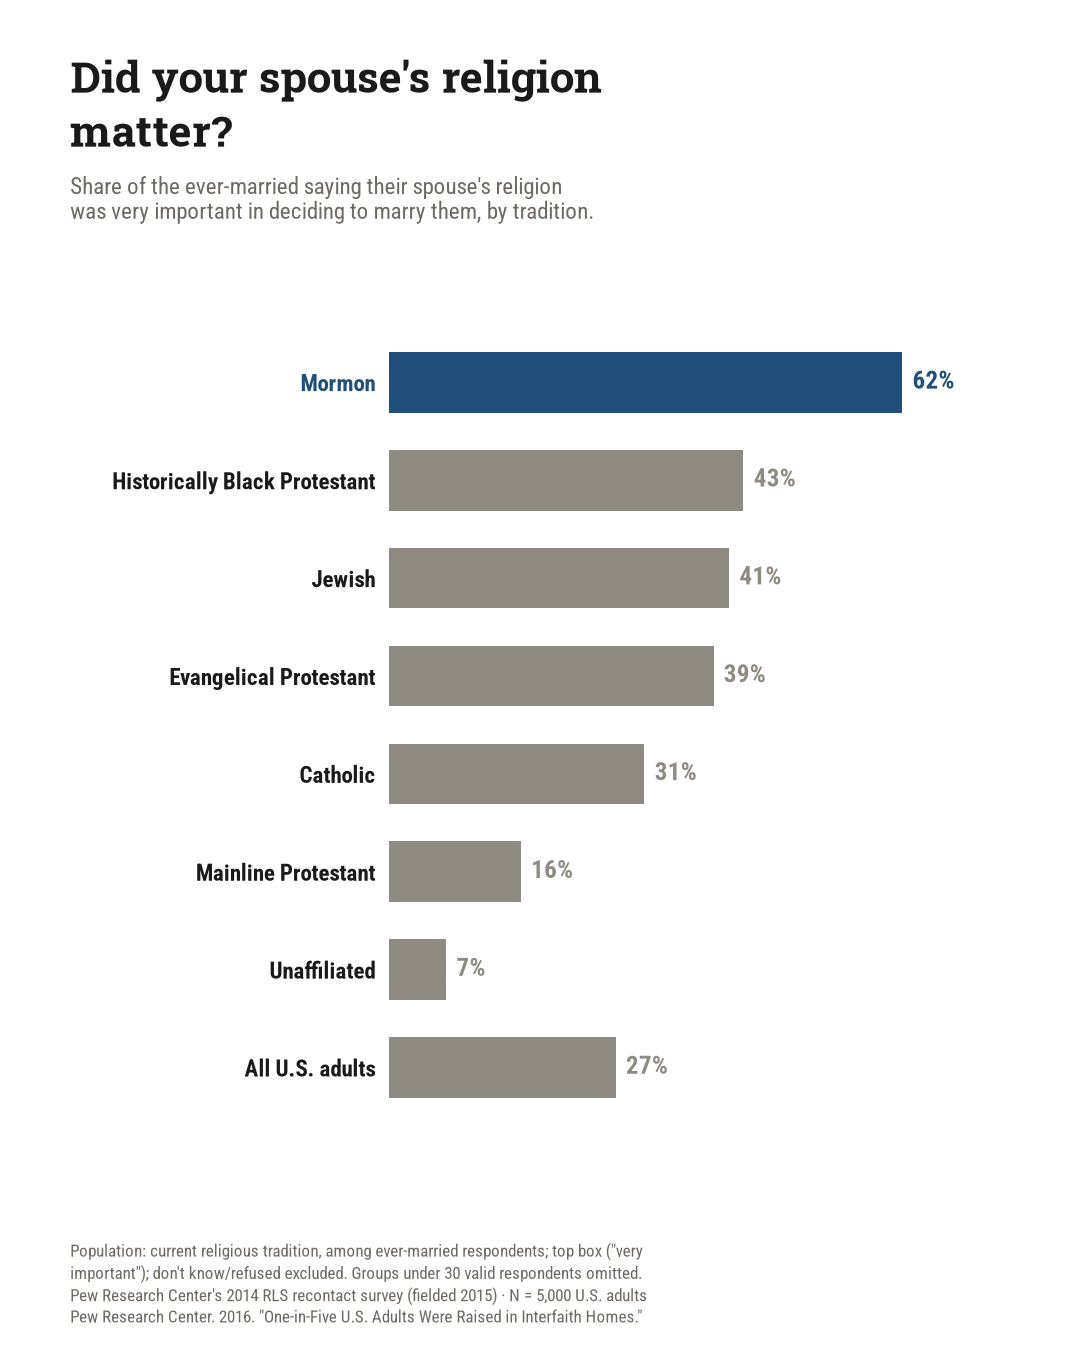 Did your spouse's religion
matter?
Share of the ever-married saying their spouse's religion
was very important in deciding to marry them, by tradition.
Mormon 62%
Historically Black Protestant 43%
Jewish 41%
Evangelical Protestant 39%
Catholic 31%
Mainline Protestant 16%
Unaffiliated 7%
All U.S. adults 27%
Population: current religious tradition, among ever-married respondents; top box ("very
important"); don't know/refused excluded. Groups under 30 valid respondents omitted.
Pew Research Center's 2014 RLS recontact survey (fielded 2015) · N = 5,000 U.S. adults
Pew Research Center. 2016. "One-in-Five U.S. Adults Were Raised in Interfaith Homes."